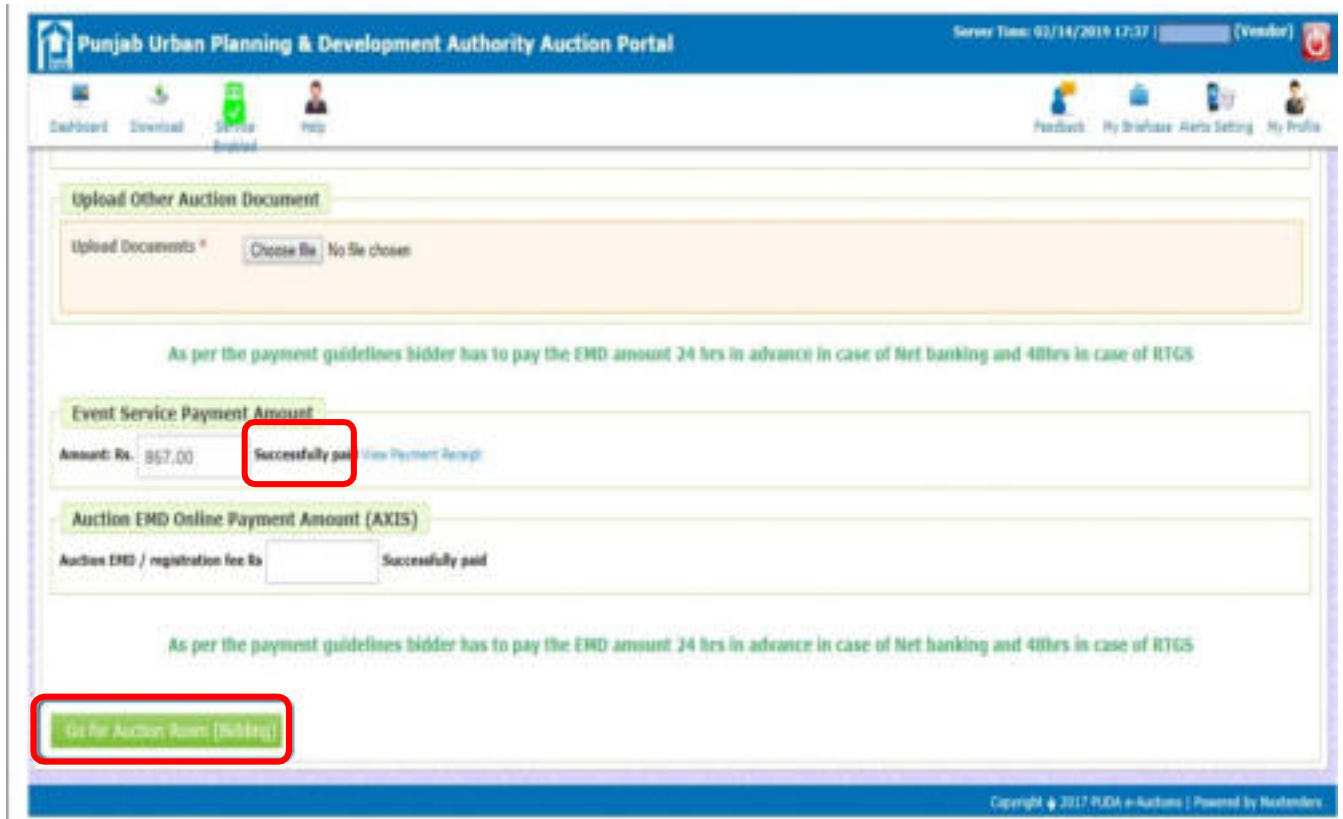 Punjab Urban Planning & Development Authority Auction Portal
Server Time: 02/14/2019 17:37 | (Vendor)
Dashboard Download Service Enabled Help
Feedback My Briefcase Alerts Setting My Profile
Upload Other Auction Document
Upload Documents * Choose file No file chosen
As per the payment guidelines bidder has to pay the EMD amount 24 hrs in advance in case of Net banking and 48hrs in case of RTGS
Event Service Payment Amount
Amount: Rs. 867.00 Successfully paid View Payment Receipt
Auction EMD Online Payment Amount (AXIS)
Auction EMD / registration fee Rs Successfully paid
As per the payment guidelines bidder has to pay the EMD amount 24 hrs in advance in case of Net banking and 48hrs in case of RTGS
Go for Auction Room (Bidding)
Copyright 2017 PUDA e-Auctions | Powered by Nextenders